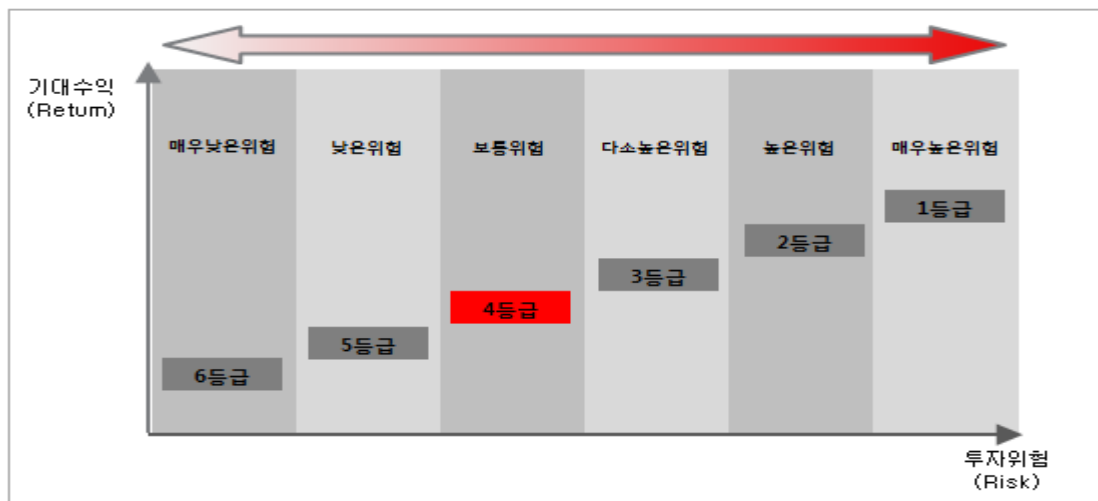 기대수익
(Retum)
매우낮은위험
낮은위험
보통위험
다소높은위험
높은위험
매우높은위험
1등급
2등급
3등급
4등급
5등급
6등급
투자위험
(Risk)